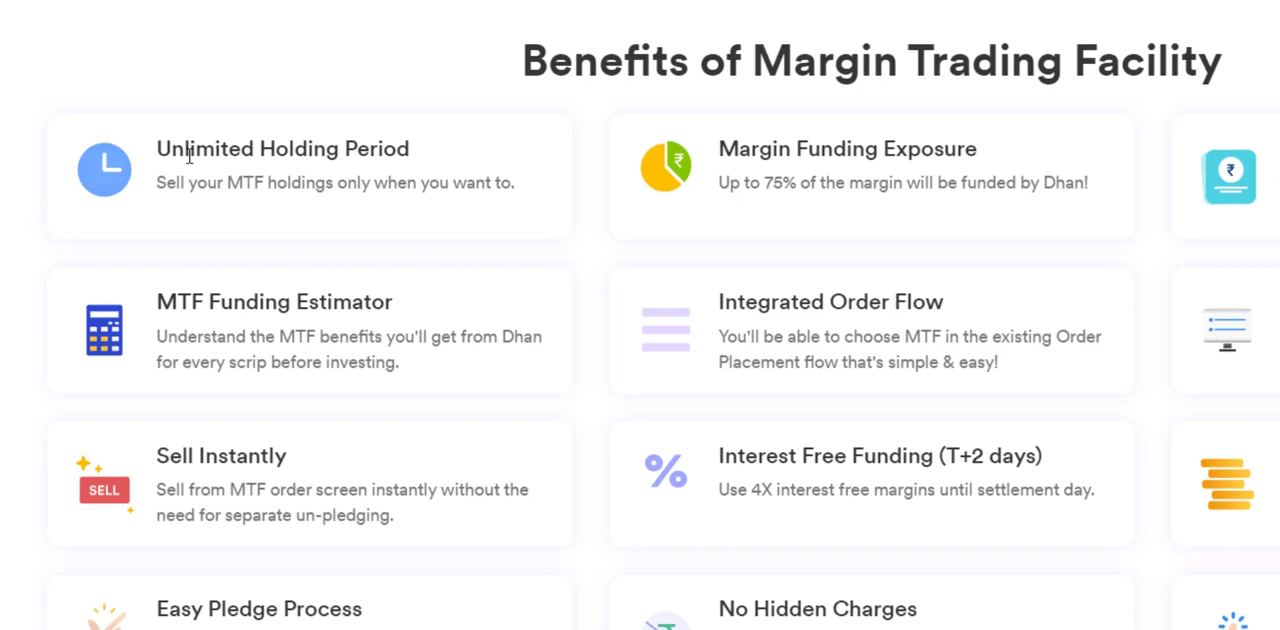 Benefits of Margin Trading Facility
Unlimited Holding Period
Sell your MTF holdings only when you want to.
Margin Funding Exposure
Up to 75% of the margin will be funded by Dhan!
₹
₹
MTF Funding Estimator
Understand the MTF benefits you'll get from Dhan
for every scrip before investing.
Integrated Order Flow
You'll be able to choose MTF in the existing Order
Placement flow that's simple & easy!
SELL
Sell Instantly
Sell from MTF order screen instantly without the
need for separate un-pledging.
%
Interest Free Funding (T+2 days)
Use 4X interest free margins until settlement day.
Easy Pledge Process
No Hidden Charges